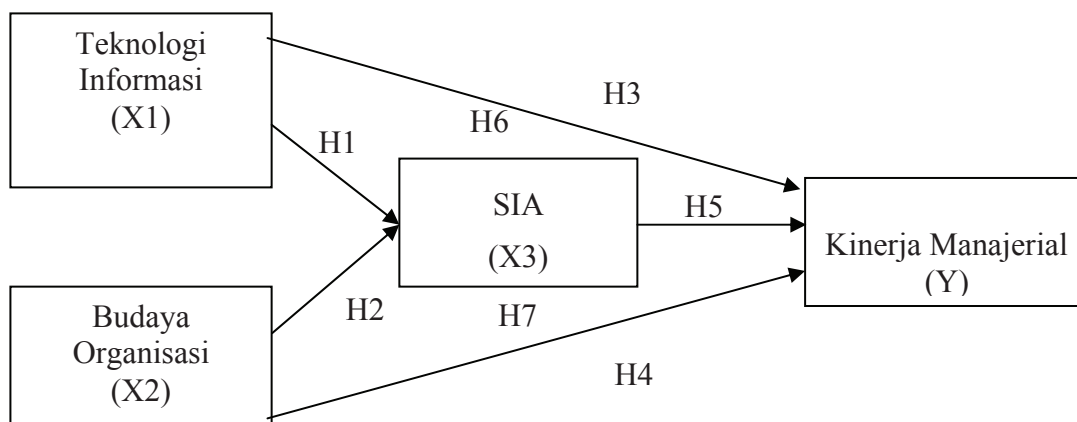 Teknologi
Informasi
(X1)
H3
H6
H1
SIA
(X3)
H5
Kinerja Manajerial
(Y)
H2
H7
H4
Budaya
Organisasi
(X2)